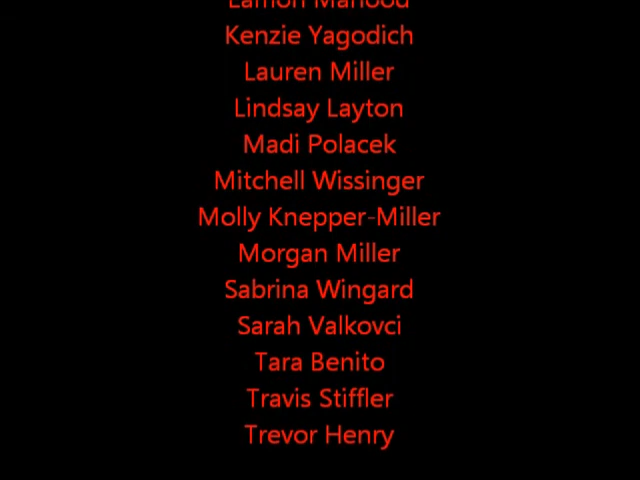 Kenzie Yagodich
Lauren Miller
Lindsay Layton
Madi Polacek
Mitchell Wissinger
Molly Knepper-Miller
Morgan Miller
Sabrina Wingard
Sarah Valkovci
Tara Benito
Travis Stiffler
Trevor Henry